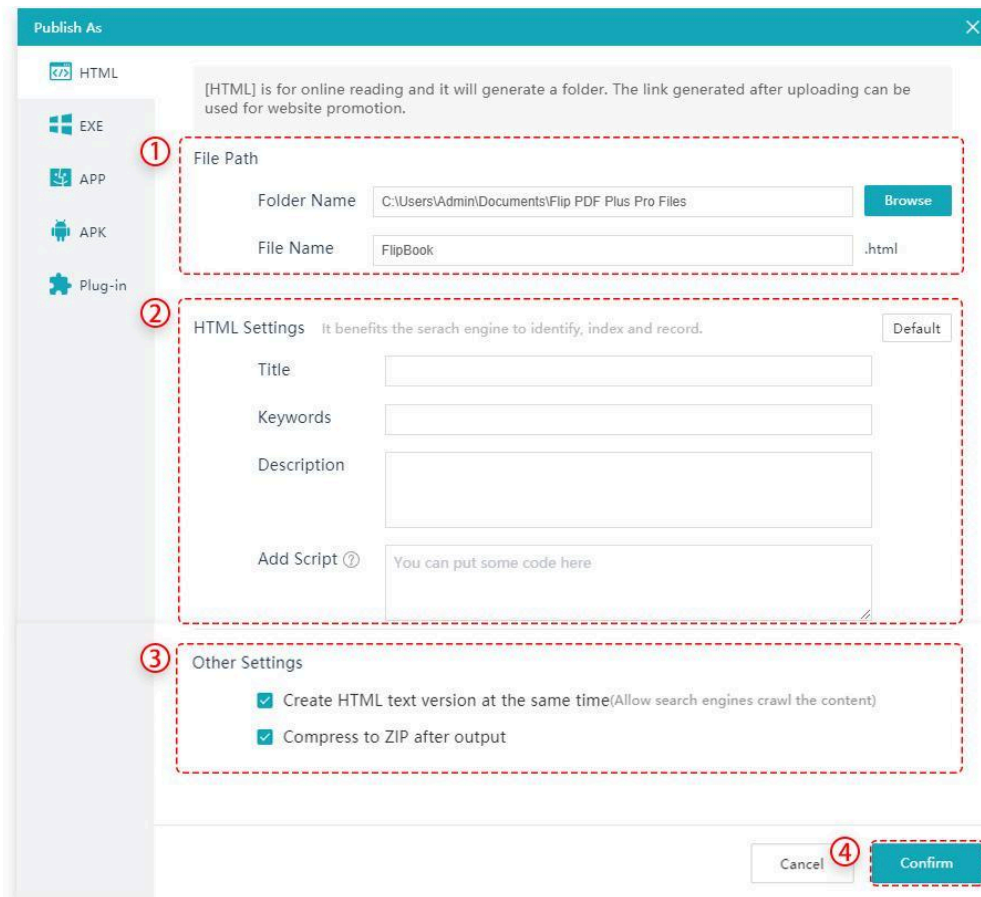 Publish As
HTML
EXE
APP
APK
Plug-in
[HTML] is for online reading and it will generate a folder. The link generated after uploading can be
used for website promotion.
①
File Path
Folder Name C:\Users\Admin\Documents\Flip PDF Plus Pro Files Browse
File Name FlipBook .html
②
HTML Settings It benefits the serach engine to identify, index and record. Default
Title
Keywords
Description
Add Script ? You can put some code here
③
Other Settings
Create HTML text version at the same time(Allow search engines crawl the content)
Compress to ZIP after output
Cancel ④ Confirm